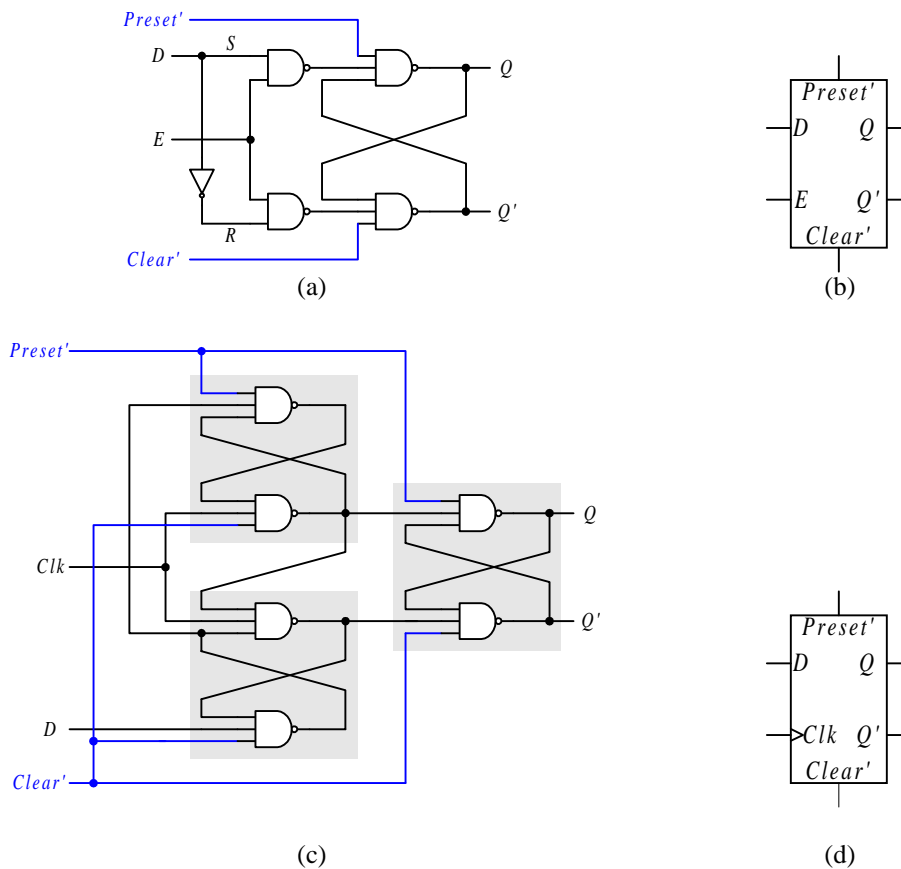 Preset'
D
S
Q
E
R
Q'
Clear'
(a)
Preset'
D Q
E Q'
Clear'
(b)
Preset'
Q
Clk
Q'
D
Clear'
(c)
Preset'
D Q
Clk Q'
Clear'
(d)